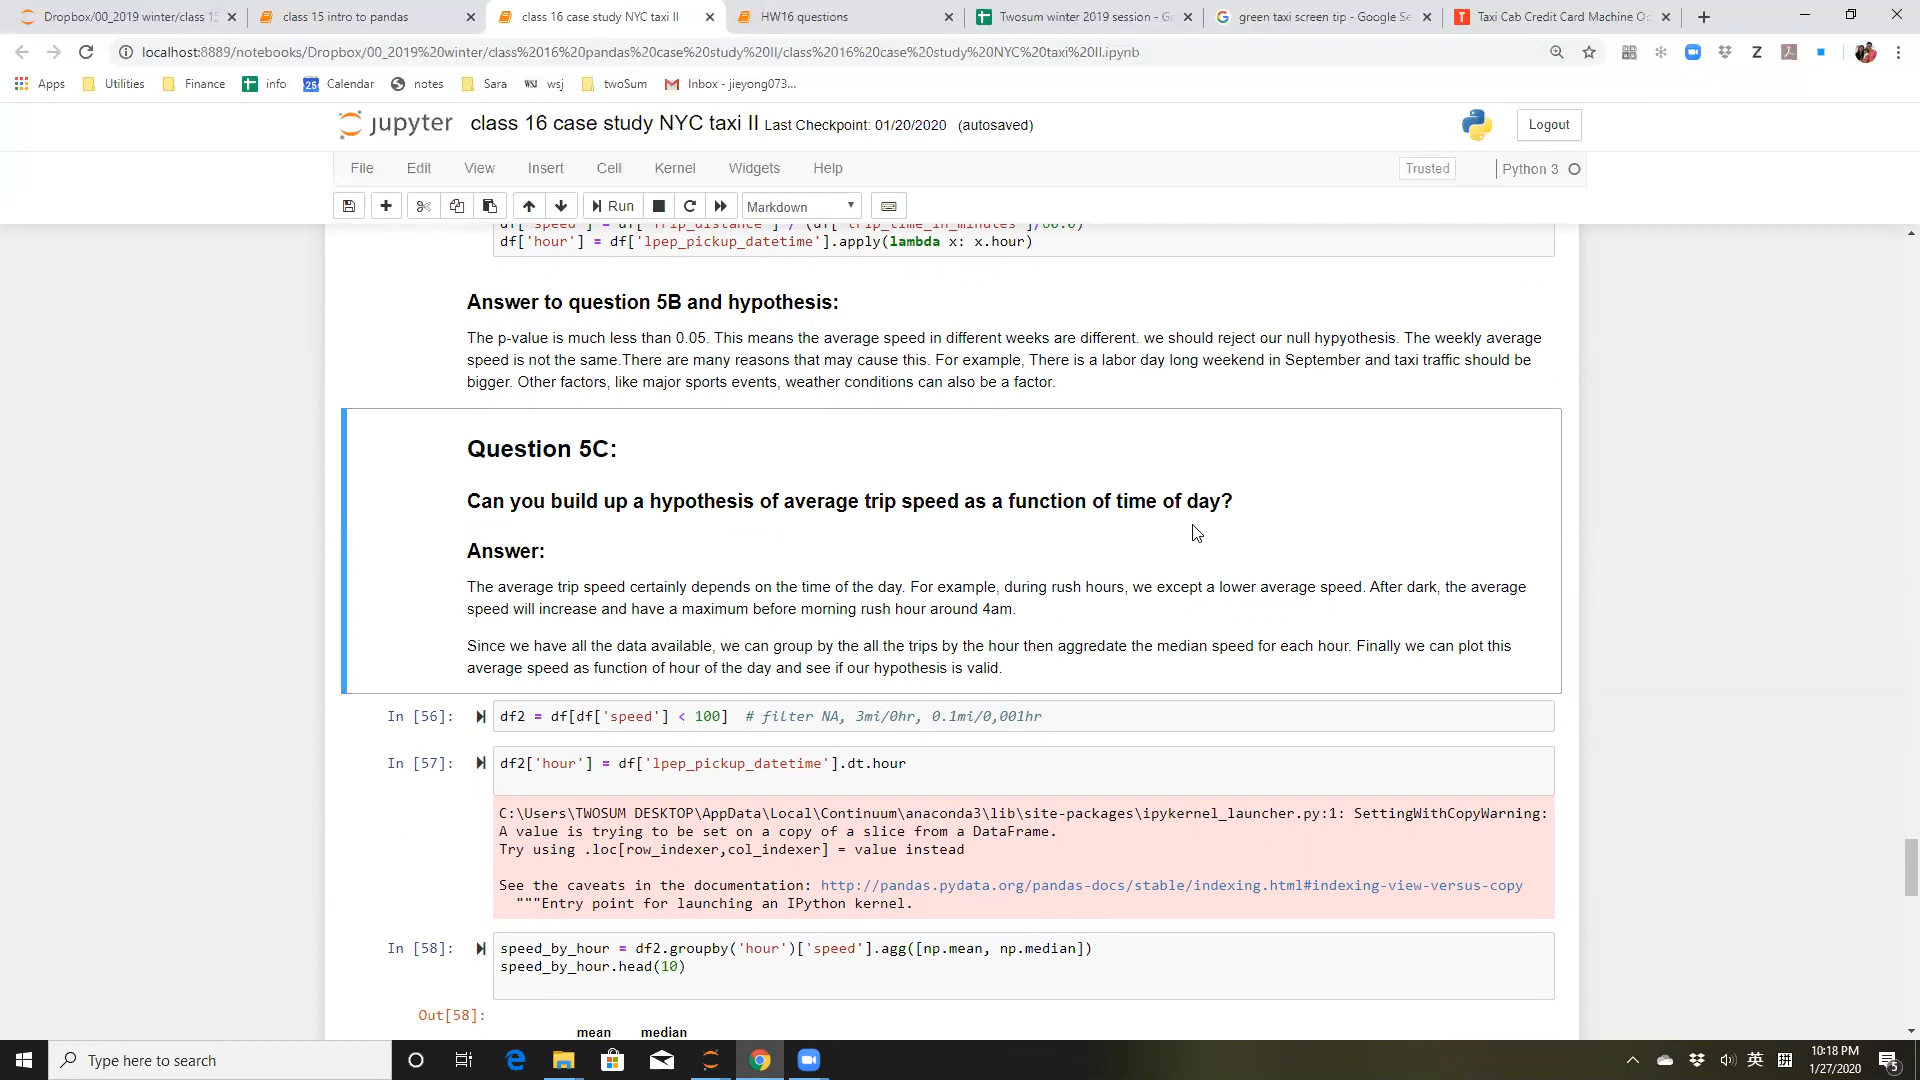 Dropbox/00_2019 winter/class 15
class 15 intro to pandas
class 16 case study NYC taxi II
HW16 questions
Twosum winter 2019 session - G
green taxi screen tip - Google Se
Taxi Cab Credit Card Machine O
localhost:8889/notebooks/Dropbox/00_2019%20winter/class%2016%20pandas%20case%20study%20II/class%2016%20case%20study%20NYC%20taxi%20II.ipynb
Apps Utilities Finance info Calendar notes Sara wsj twoSum Inbox - jieyong073...
jupyter class 16 case study NYC taxi II Last Checkpoint: 01/20/2020 (autosaved) Logout
File Edit View Insert Cell Kernel Widgets Help Trusted Python 3
Run Markdown
df['speed'] = df['Trip_distance'] / (df['trip_time_in_minutes']/60.0)
df['hour'] = df['lpep_pickup_datetime'].apply(lambda x: x.hour)
Answer to question 5B and hypothesis:
The p-value is much less than 0.05. This means the average speed in different weeks are different. we should reject our null hypyothesis. The weekly average
speed is not the same.There are many reasons that may cause this. For example, There is a labor day long weekend in September and taxi traffic should be
bigger. Other factors, like major sports events, weather conditions can also be a factor.
Question 5C:
Can you build up a hypothesis of average trip speed as a function of time of day?
Answer:
The average trip speed certainly depends on the time of the day. For example, during rush hours, we except a lower average speed. After dark, the average
speed will increase and have a maximum before morning rush hour around 4am.
Since we have all the data available, we can group by the all the trips by the hour then aggredate the median speed for each hour. Finally we can plot this
average speed as function of hour of the day and see if our hypothesis is valid.
In [56]: df2 = df[df['speed'] < 100] # filter NA, 3mi/0hr, 0.1mi/0,001hr
In [57]: df2['hour'] = df['lpep_pickup_datetime'].dt.hour
C:\Users\TWOSUM DESKTOP\AppData\Local\Continuum\anaconda3\lib\site-packages\ipykernel_launcher.py:1: SettingWithCopyWarning:
A value is trying to be set on a copy of a slice from a DataFrame.
Try using .loc[row_indexer,col_indexer] = value instead
See the caveats in the documentation: http://pandas.pydata.org/pandas-docs/stable/indexing.html#indexing-view-versus-copy
"""Entry point for launching an IPython kernel.
In [58]: speed_by_hour = df2.groupby('hour')['speed'].agg([np.mean, np.median])
speed_by_hour.head(10)
Out[58]:
mean median
Type here to search
英
10:18 PM
1/27/2020
5